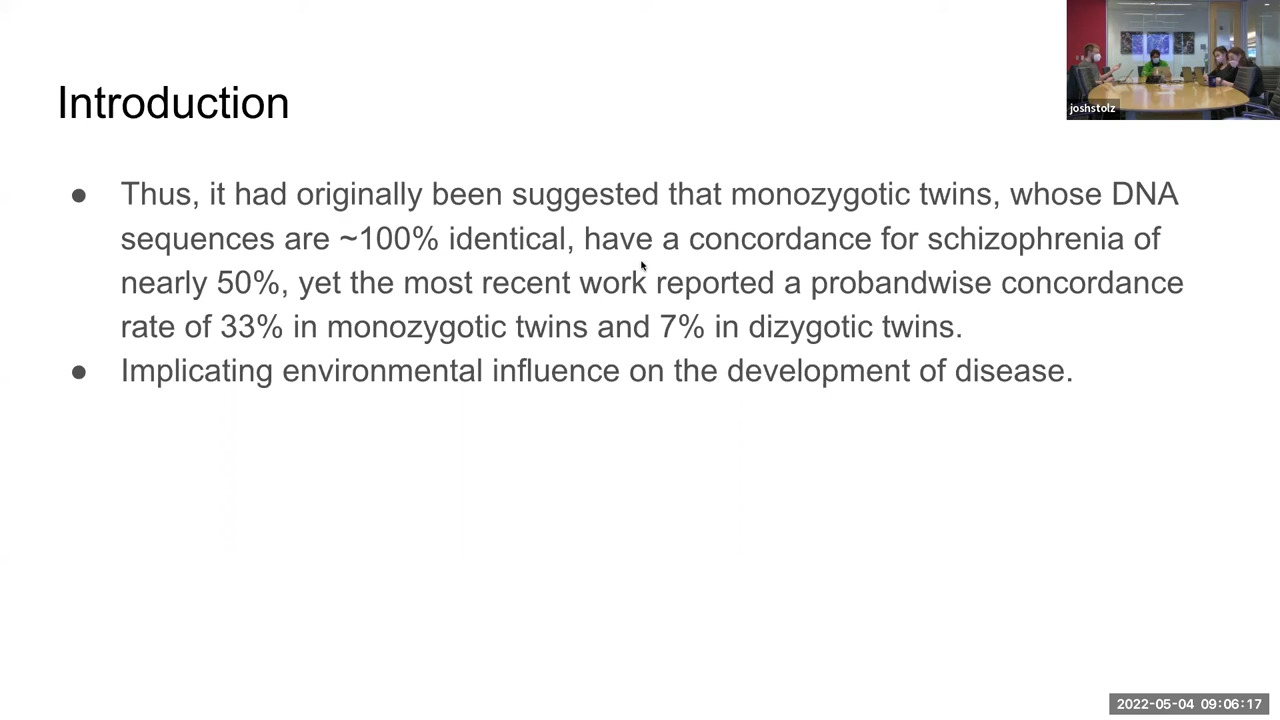 joshstolz
Introduction
● Thus, it had originally been suggested that monozygotic twins, whose DNA
sequences are ~100% identical, have a concordance for schizophrenia of
nearly 50%, yet the most recent work reported a probandwise concordance
rate of 33% in monozygotic twins and 7% in dizygotic twins.
● Implicating environmental influence on the development of disease.
2022-05-04 09:06:17